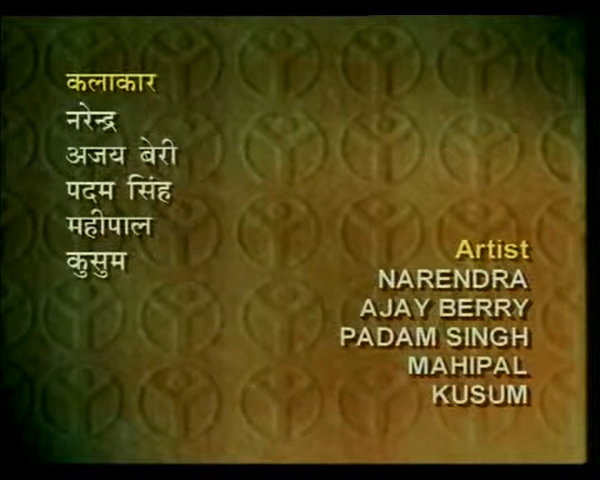 कलाकार
नरेन्द्र
अजय बेरी
पदम सिंह
महीपाल
कुसुम
Artist
NARENDRA
AJAY BERRY
PADAM SINGH
MAHIPAL
KUSUM